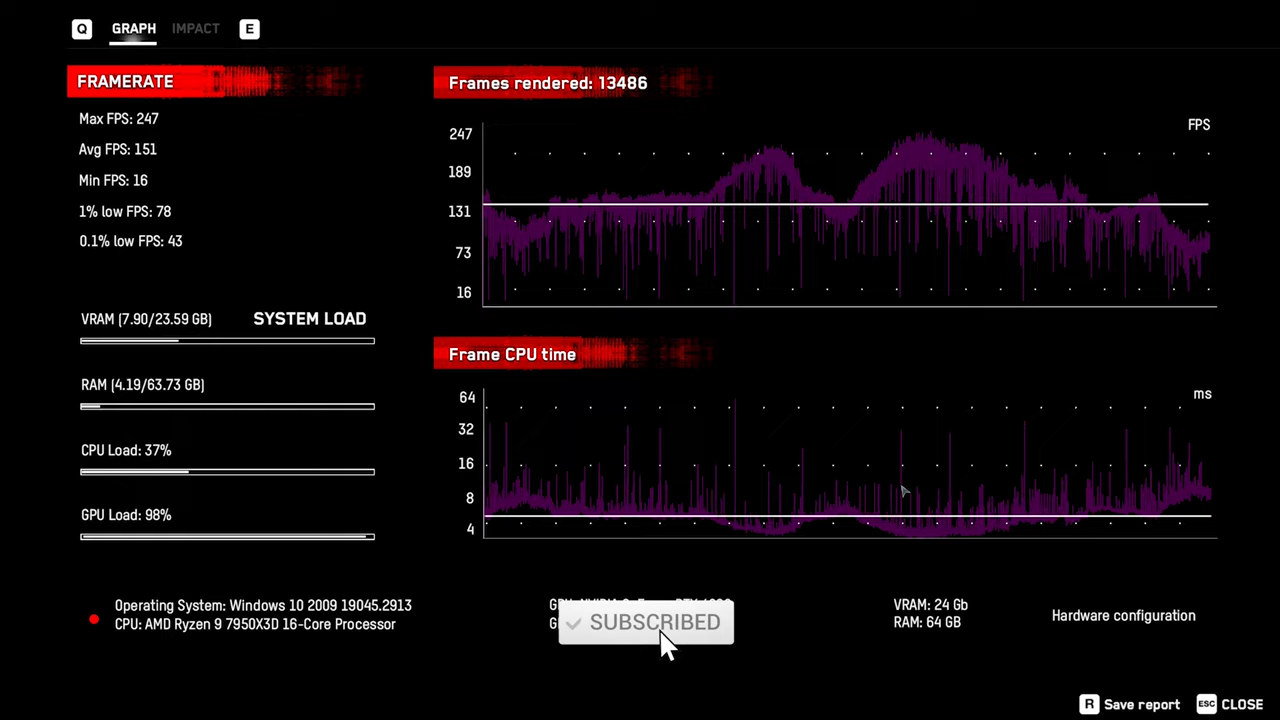 Q GRAPH IMPACT E
FRAMERATE
Max FPS: 247
Avg FPS: 151
Min FPS: 16
1% low FPS: 78
0.1% low FPS: 43
VRAM (7.90/23.59 GB) SYSTEM LOAD
RAM (4.19/63.73 GB)
CPU Load: 37%
GPU Load: 98%
Frames rendered: 13486
FPS
247
189
131
73
16
Frame CPU time
ms
64
32
16
8
4
Operating System: Windows 10 2009 19045.2913
CPU: AMD Ryzen 9 7950X3D 16-Core Processor
SUBSCRIBED
VRAM: 24 Gb
RAM: 64 GB
Hardware configuration
R Save report ESC CLOSE